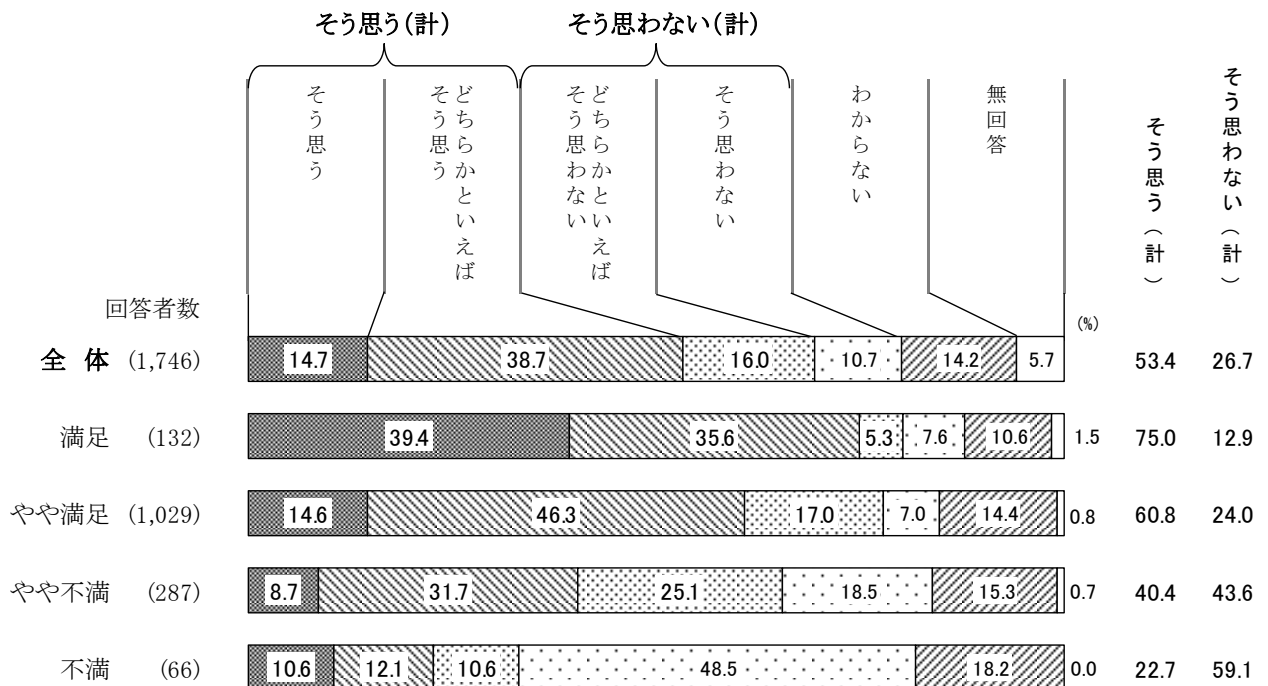 そう思う(計)
そう思わない(計)
そう思う
どちらかといえば
そう思う
どちらかといえば
そう思わない
そう思わない
わからない
無回答
そう思う(計)
そう思わない(計)
回答者数
(%)
全 体 (1,746) 14.7 38.7 16.0 10.7 14.2 5.7 53.4 26.7
満足 (132) 39.4 35.6 5.3 7.6 10.6 1.5 75.0 12.9
やや満足 (1,029) 14.6 46.3 17.0 7.0 14.4 0.8 60.8 24.0
やや不満 (287) 8.7 31.7 25.1 18.5 15.3 0.7 40.4 43.6
不満 (66) 10.6 12.1 10.6 48.5 18.2 0.0 22.7 59.1